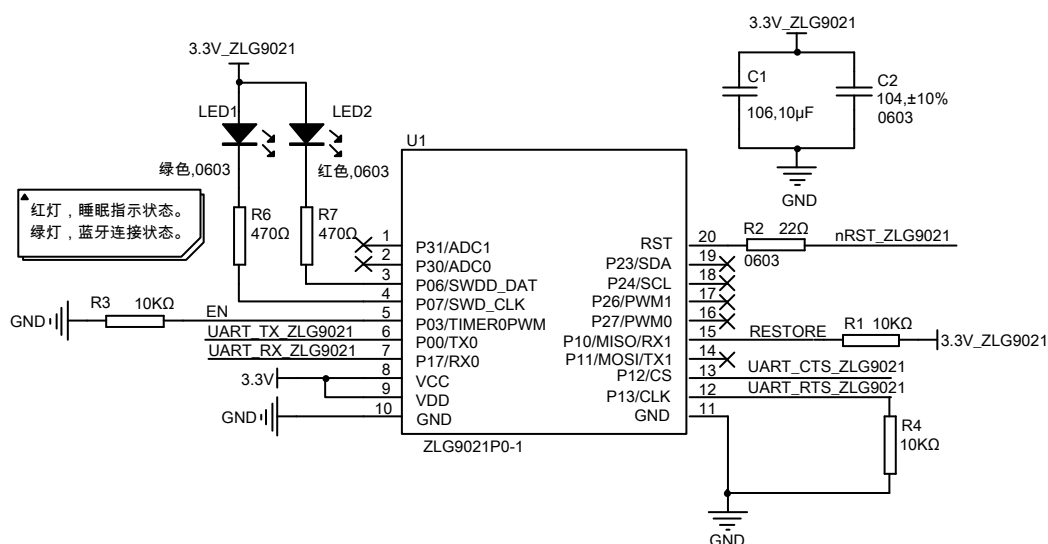 3.3V_ZLG9021
LED1
LED2
绿色,0603
红色,0603
红灯，睡眠指示状态。
绿灯，蓝牙连接状态。
R6
470Ω
R7
470Ω
3.3V_ZLG9021
C1
106,10μF
C2
104,±10%
0603
GND
U1
1
P31/ADC1
2
P30/ADC0
3
P06/SWDD_DAT
4
P07/SWD_CLK
GND
R3
10KΩ
EN
5
P03/TIMER0PWM
UART_TX_ZLG9021
6
P00/TX0
UART_RX_ZLG9021
7
P17/RX0
3.3V
8
VCC
9
VDD
GND
10
GND
RST
20
R2
22Ω
0603
nRST_ZLG9021
P23/SDA
19
P24/SCL
18
P26/PWM1
17
P27/PWM0
16
P10/MISO/RX1
15
RESTORE
R1
10KΩ
3.3V_ZLG9021
P11/MOSI/TX1
14
P12/CS
13
UART_CTS_ZLG9021
P13/CLK
12
UART_RTS_ZLG9021
GND
11
R4
10KΩ
GND
ZLG9021P0-1